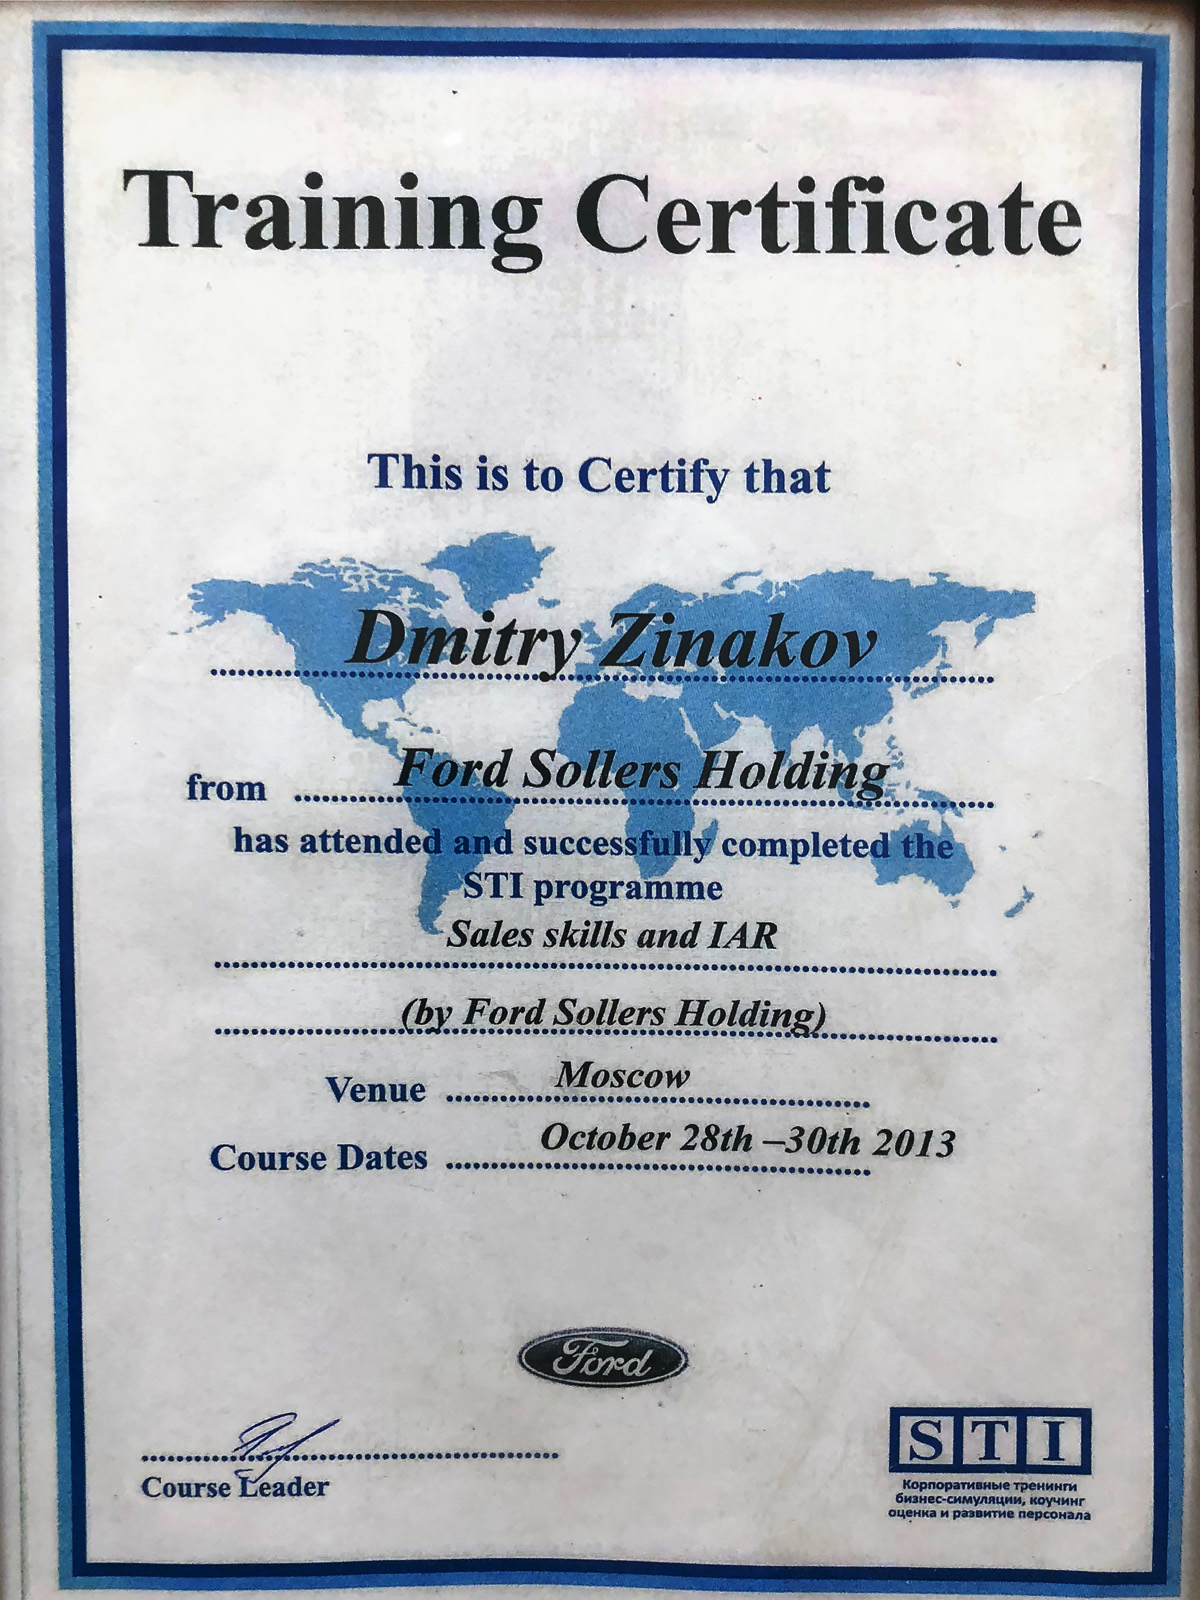 Training Certificate
This is to Certify that
Dmitry Zinakov
from Ford Sollers Holding
has attended and successfully completed the
STI programme
Sales skills and IAR
(by Ford Sollers Holding)
Venue Moscow
Course Dates October 28th –30th 2013
Ford
Course Leader
STI
Корпоративные тренинги
бизнес-симуляции, коучинг
оценка и развитие персонала